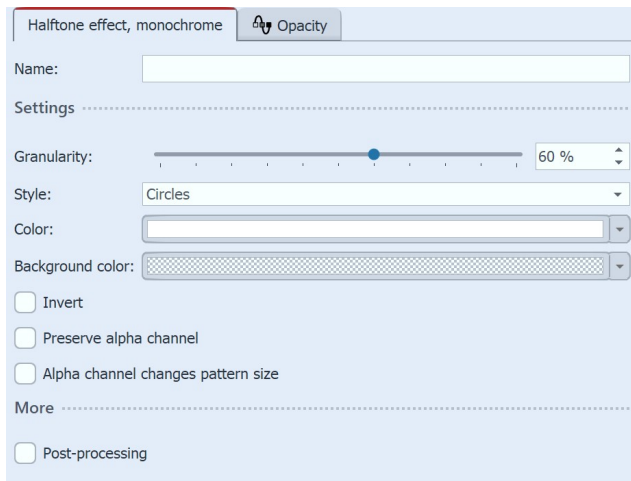 Halftone effect, monochrome Opacity
Name:
Settings
Granularity: 60 %
Style: Circles
Color:
Background color:
Invert
Preserve alpha channel
Alpha channel changes pattern size
More
Post-processing